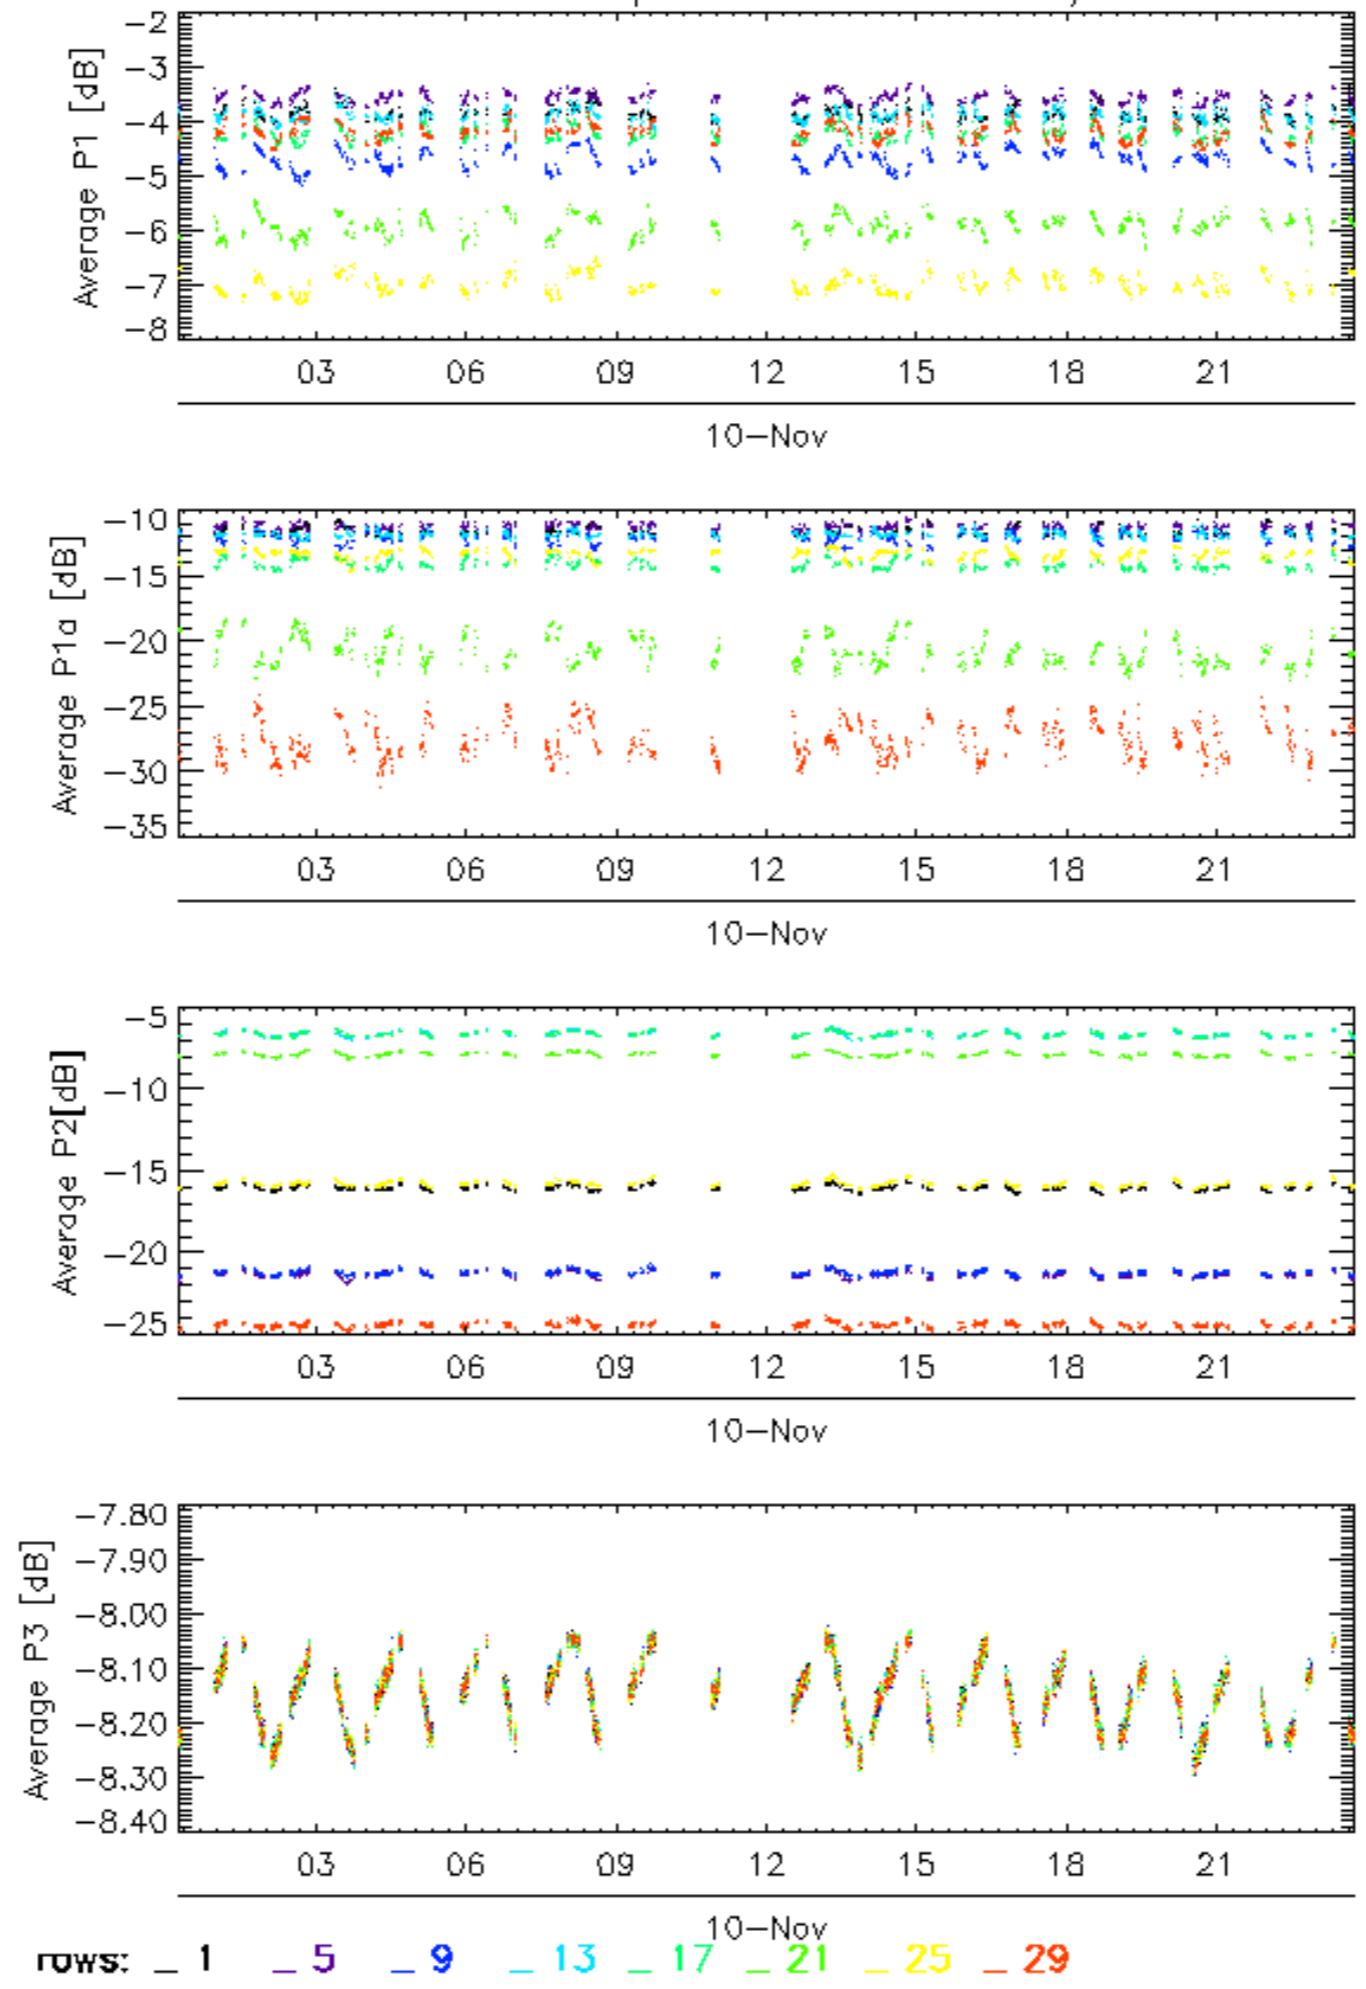 -2
-3
-4
-5
-6
-7
-8
Average P1 [dB]
03 06 09 12 15 18 21
10-Nov
-10
-15
-20
-25
-30
-35
Average P1a [dB]
03 06 09 12 15 18 21
10-Nov
-5
-10
-15
-20
-25
Average P2[dB]
03 06 09 12 15 18 21
10-Nov
-7.80
-7.90
-8.00
-8.10
-8.20
-8.30
-8.40
Average P3 [dB]
03 06 09 12 15 18 21
10-Nov
rows: _ 1 _ 5 _ 9 _ 13 _ 17 _ 21 _ 25 _ 29